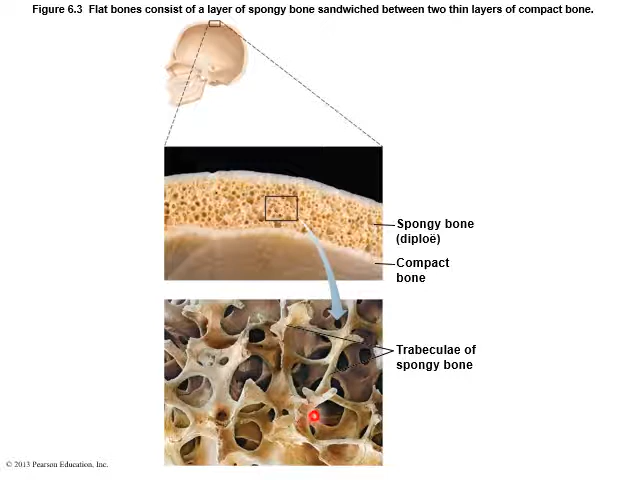 Figure 6.3  Flat bones consist of a layer of spongy bone sandwiched between two thin layers of compact bone.
Spongy bone
(diploë)
Compact
bone
Trabeculae of
spongy bone
© 2013 Pearson Education, Inc.